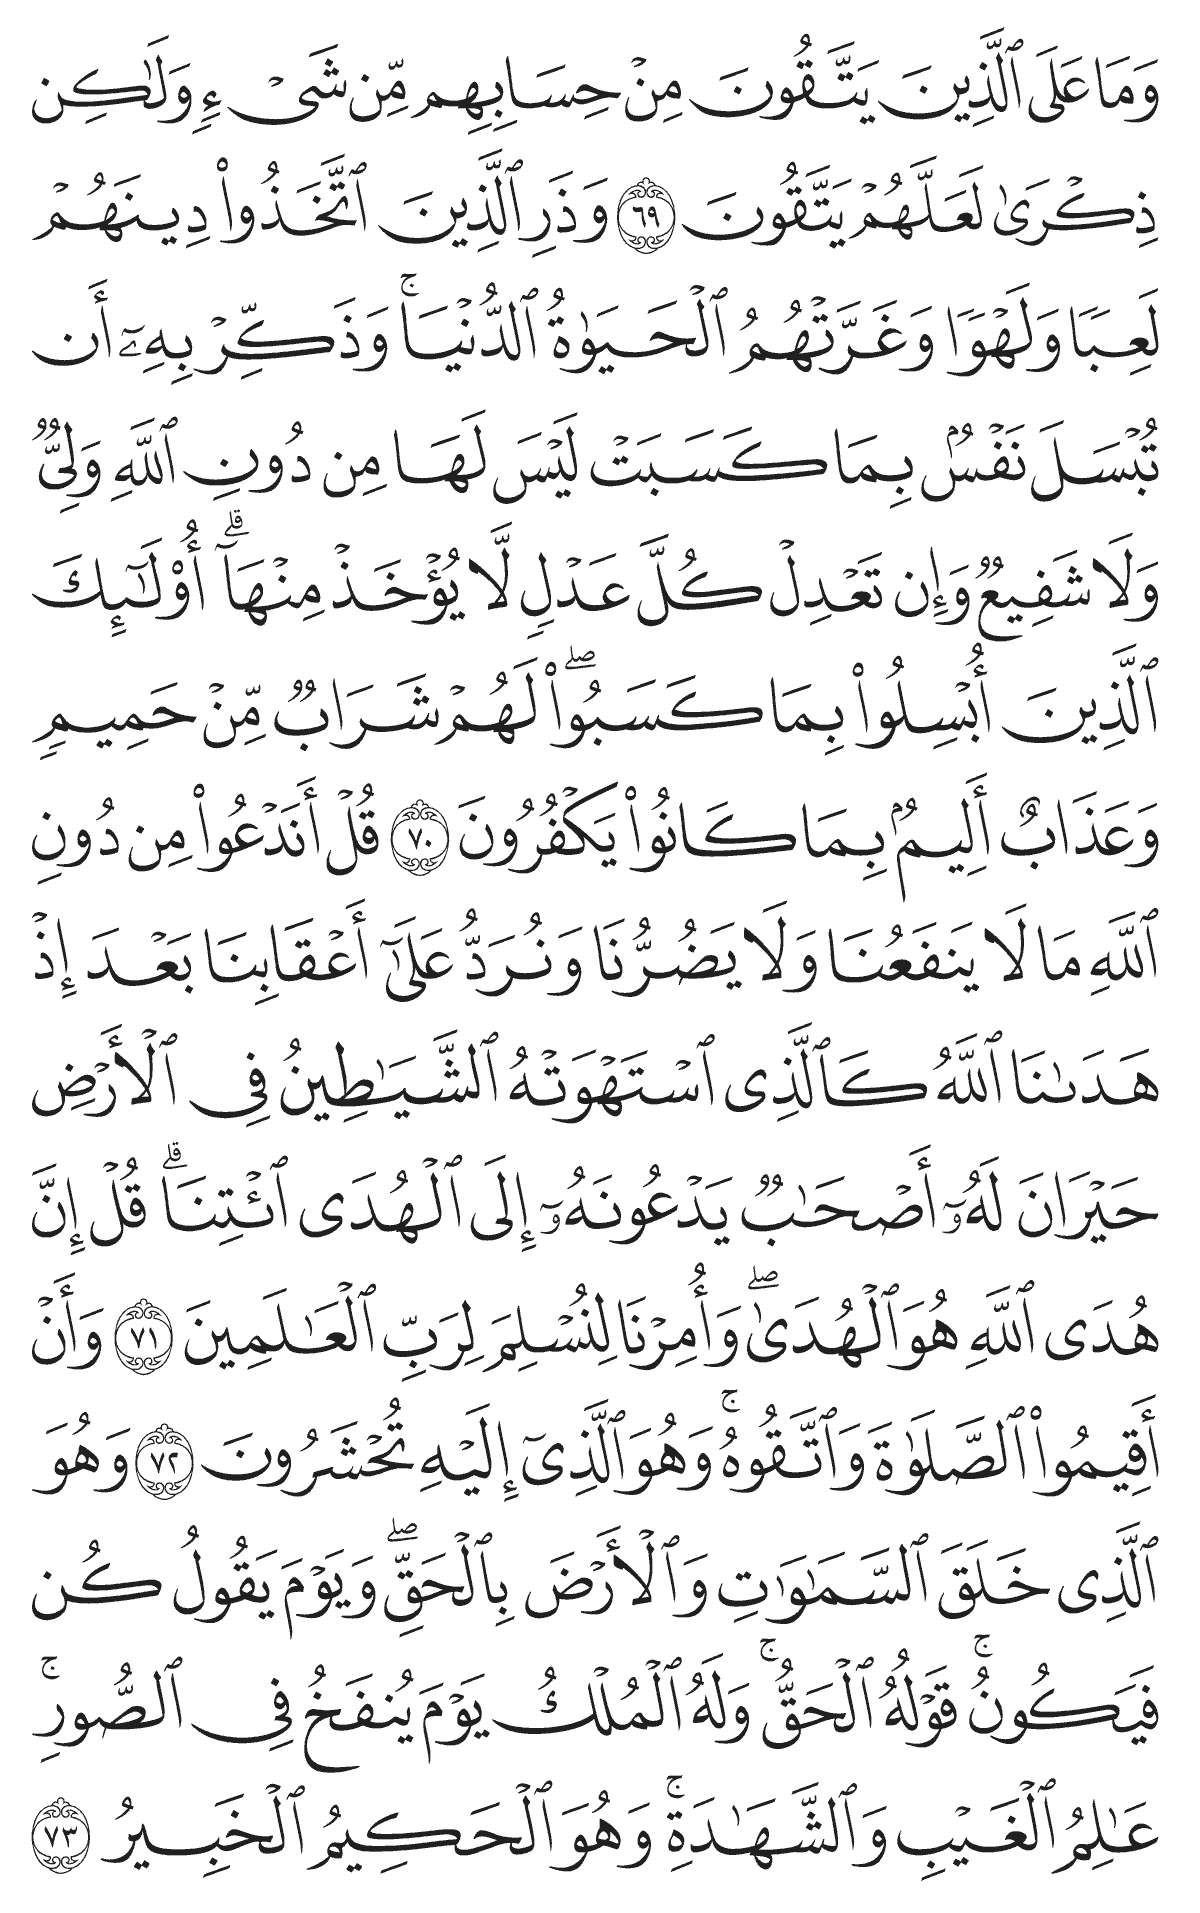 وَمَا عَلَى ٱلَّذِينَ يَتَّقُونَ مِنْ حِسَابِهِم مِّن شَىْءٍ وَلَٰكِن
ذِكْرَىٰ لَعَلَّهُمْ يَتَّقُونَ ٦٩ وَذَرِ ٱلَّذِينَ ٱتَّخَذُوا۟ دِينَهُمْ
لَعِبًا وَلَهْوًا وَغَرَّتْهُمُ ٱلْحَيَوٰةُ ٱلدُّنْيَا ۚ وَذَكِّرْ بِهِۦٓ أَن
تُبْسَلَ نَفْسٌۢ بِمَا كَسَبَتْ لَيْسَ لَهَا مِن دُونِ ٱللَّهِ وَلِىٌّ
وَلَا شَفِيعٌ وَإِن تَعْدِلْ كُلَّ عَدْلٍ لَّا يُؤْخَذْ مِنْهَآ ۗ أُو۟لَٰٓئِكَ
ٱلَّذِينَ أُبْسِلُوا۟ بِمَا كَسَبُوا۟ ۖ لَهُمْ شَرَابٌ مِّنْ حَمِيمٍ
وَعَذَابٌ أَلِيمٌۢ بِمَا كَانُوا۟ يَكْفُرُونَ ٧٠ قُلْ أَنَدْعُوا۟ مِن دُونِ
ٱللَّهِ مَا لَا يَنفَعُنَا وَلَا يَضُرُّنَا وَنُرَدُّ عَلَىٰٓ أَعْقَابِنَا بَعْدَ إِذْ
هَدَىٰنَا ٱللَّهُ كَٱلَّذِى ٱسْتَهْوَتْهُ ٱلشَّيَٰطِينُ فِى ٱلْأَرْضِ
حَيْرَانَ لَهُۥٓ أَصْحَٰبٌ يَدْعُونَهُۥٓ إِلَى ٱلْهُدَى ٱئْتِنَا ۗ قُلْ إِنَّ
هُدَى ٱللَّهِ هُوَ ٱلْهُدَىٰ ۖ وَأُمِرْنَا لِنُسْلِمَ لِرَبِّ ٱلْعَٰلَمِينَ ٧١ وَأَنْ
أَقِيمُوا۟ ٱلصَّلَوٰةَ وَٱتَّقُوهُ ۚ وَهُوَ ٱلَّذِىٓ إِلَيْهِ تُحْشَرُونَ ٧٢ وَهُوَ
ٱلَّذِى خَلَقَ ٱلسَّمَٰوَٰتِ وَٱلْأَرْضَ بِٱلْحَقِّ ۖ وَيَوْمَ يَقُولُ كُن
فَيَكُونُ ۚ قَوْلُهُ ٱلْحَقُّ ۚ وَلَهُ ٱلْمُلْكُ يَوْمَ يُنفَخُ فِى ٱلصُّورِ ۚ
عَٰلِمُ ٱلْغَيْبِ وَٱلشَّهَٰدَةِ ۚ وَهُوَ ٱلْحَكِيمُ ٱلْخَبِيرُ ٧٣